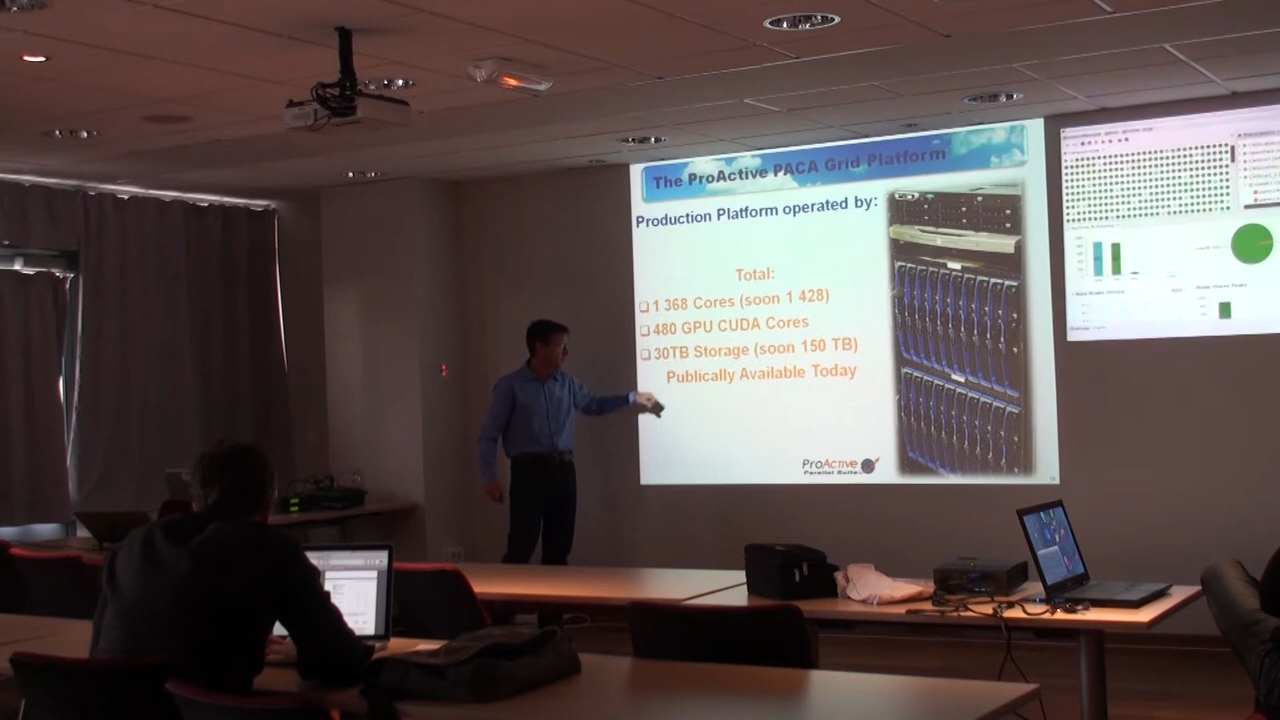 The ProActive PACA Grid Platform
Production Platform operated by:
Total:
1 368 Cores (soon 1 428)
480 GPU CUDA Cores
30TB Storage (soon 150 TB)
Publically Available Today
ProActive
Parallel Suite